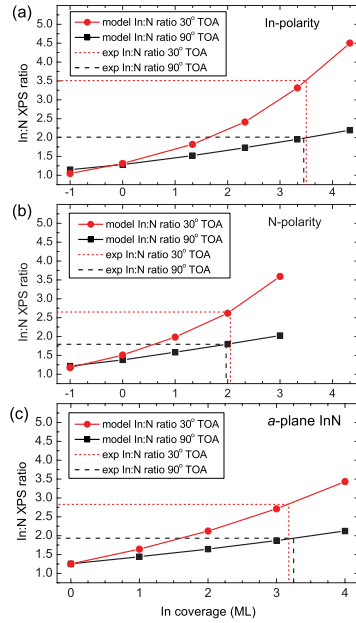 (a)
In-polarity
model In:N ratio 30° TOA
model In:N ratio 90° TOA
exp In:N ratio 30° TOA
exp In:N ratio 90° TOA
In:N XPS ratio
5.0
4.5
4.0
3.5
3.0
2.5
2.0
1.5
1.0
-1 0 1 2 3 4
(b)
N-polarity
model In:N ratio 30° TOA
model In:N ratio 90° TOA
exp In:N ratio 30° TOA
exp In:N ratio 90° TOA
In:N XPS ratio
5.0
4.5
4.0
3.5
3.0
2.5
2.0
1.5
1.0
-1 0 1 2 3 4
(c)
a-plane InN
model In:N ratio 30° TOA
model In:N ratio 90° TOA
exp In:N ratio 30° TOA
exp In:N ratio 90° TOA
In:N XPS ratio
5.0
4.5
4.0
3.5
3.0
2.5
2.0
1.5
1.0
0 1 2 3 4
In coverage (ML)